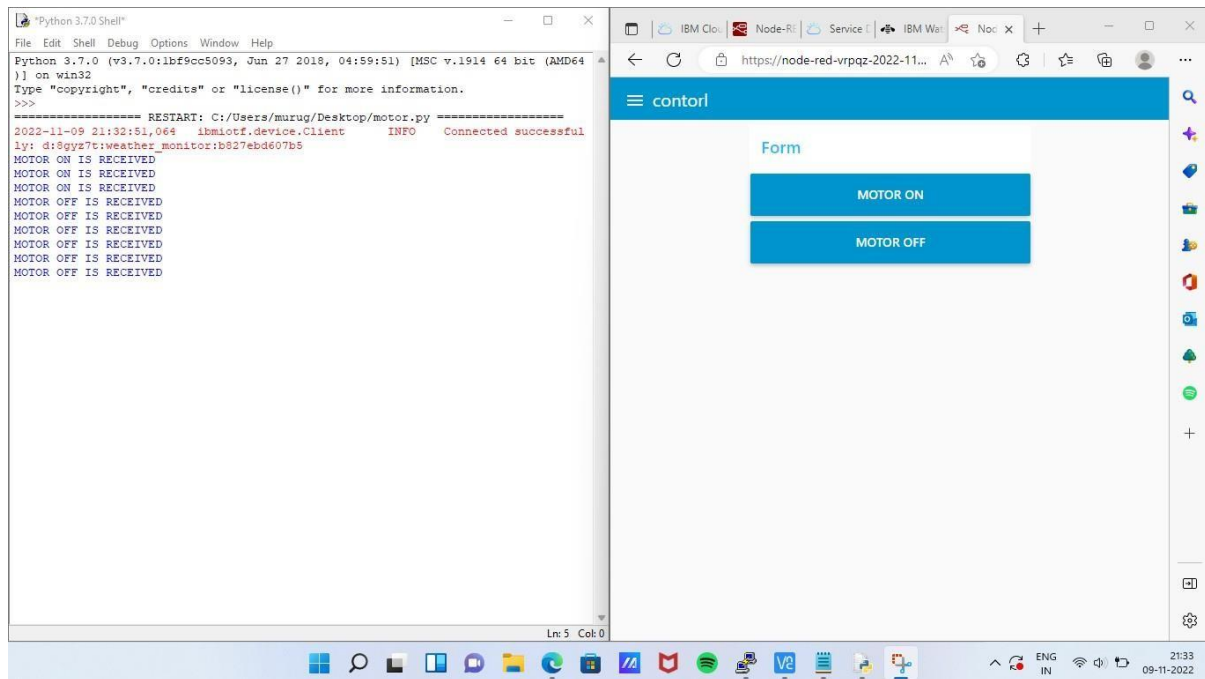 *Python 3.7.0 Shell*
File Edit Shell Debug Options Window Help
Python 3.7.0 (v3.7.0:1bf9cc5093, Jun 27 2018, 04:59:51) [MSC v.1914 64 bit (AMD64
)] on win32
Type "copyright", "credits" or "license()" for more information.
>>>
================== RESTART: C:/Users/murug/Desktop/motor.py ==================
2022-11-09 21:32:51,064 ibmiotf.device.Client INFO Connected successful
ly: d:8gyz7t:weather_monitor:b827ebd607b5
MOTOR ON IS RECEIVED
MOTOR ON IS RECEIVED
MOTOR ON IS RECEIVED
MOTOR OFF IS RECEIVED
MOTOR OFF IS RECEIVED
MOTOR OFF IS RECEIVED
MOTOR OFF IS RECEIVED
MOTOR OFF IS RECEIVED
MOTOR OFF IS RECEIVED
Ln: 5 Col: 0
IBM Clou Node-RE Service D IBM Wat Nod
https://node-red-vrpqz-2022-11...
contorl
Form
MOTOR ON
MOTOR OFF
ENG
IN
21:33
09-11-2022